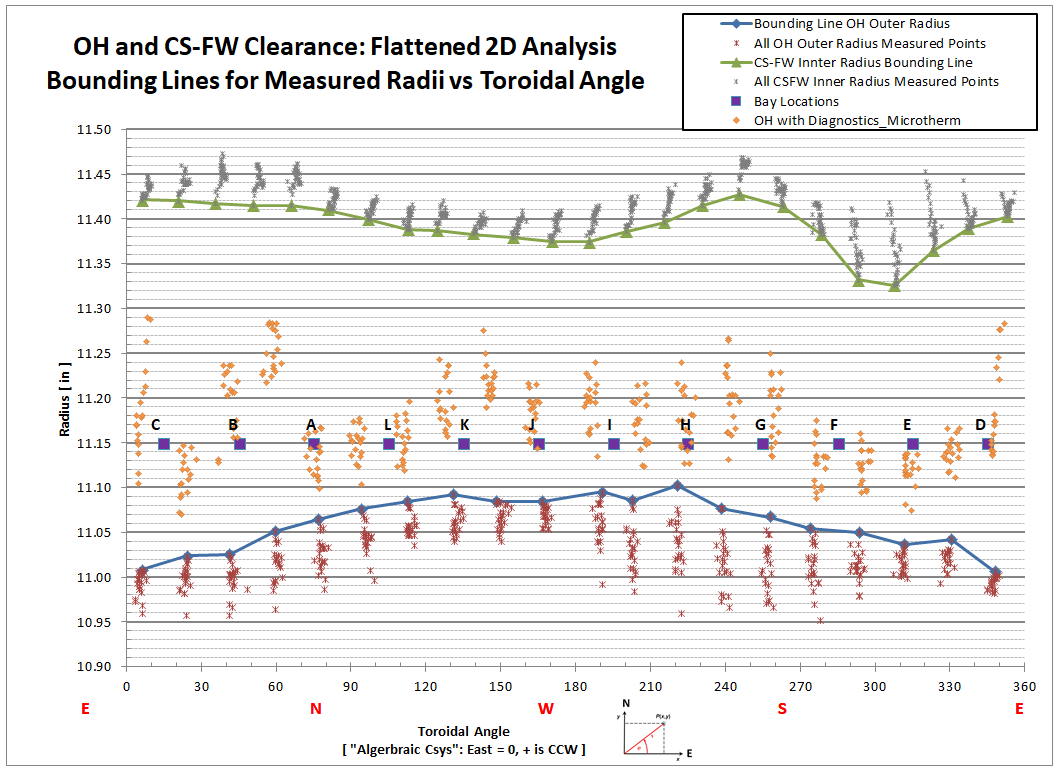 OH and CS-FW Clearance: Flattened 2D Analysis
Bounding Lines for Measured Radii vs Toroidal Angle
Bounding Line OH Outer Radius
All OH Outer Radius Measured Points
CS-FW Innter Radius Bounding Line
All CSFW Inner Radius Measured Points
Bay Locations
OH with Diagnostics_Microtherm
11.50
11.45
11.40
11.35
11.30
11.25
11.20
11.15
11.10
11.05
11.00
10.95
10.90
Radius [ in ]
C B A L K J I H G F E D
0 30 60 90 120 150 180 210 240 270 300 330 360
E N W S E
Toroidal Angle
[ "Algerbraic Csys": East = 0, + is CCW ]
N
y
P(x,y)
r
θ
x
E